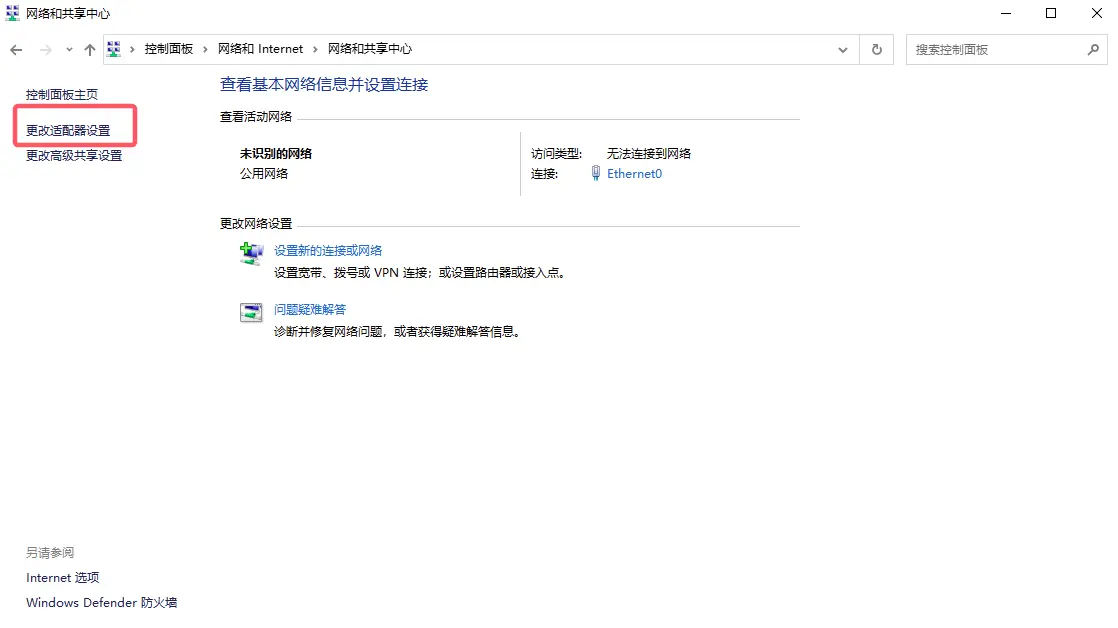 网络和共享中心
控制面板 › 网络和 Internet › 网络和共享中心
搜索控制面板
控制面板主页
更改适配器设置
更改高级共享设置
查看基本网络信息并设置连接
查看活动网络
未识别的网络
公用网络
访问类型: 无法连接到网络
连接: Ethernet0
更改网络设置
设置新的连接或网络
设置宽带、拨号或 VPN 连接；或设置路由器或接入点。
问题疑难解答
诊断并修复网络问题，或者获得疑难解答信息。
另请参阅
Internet 选项
Windows Defender 防火墙